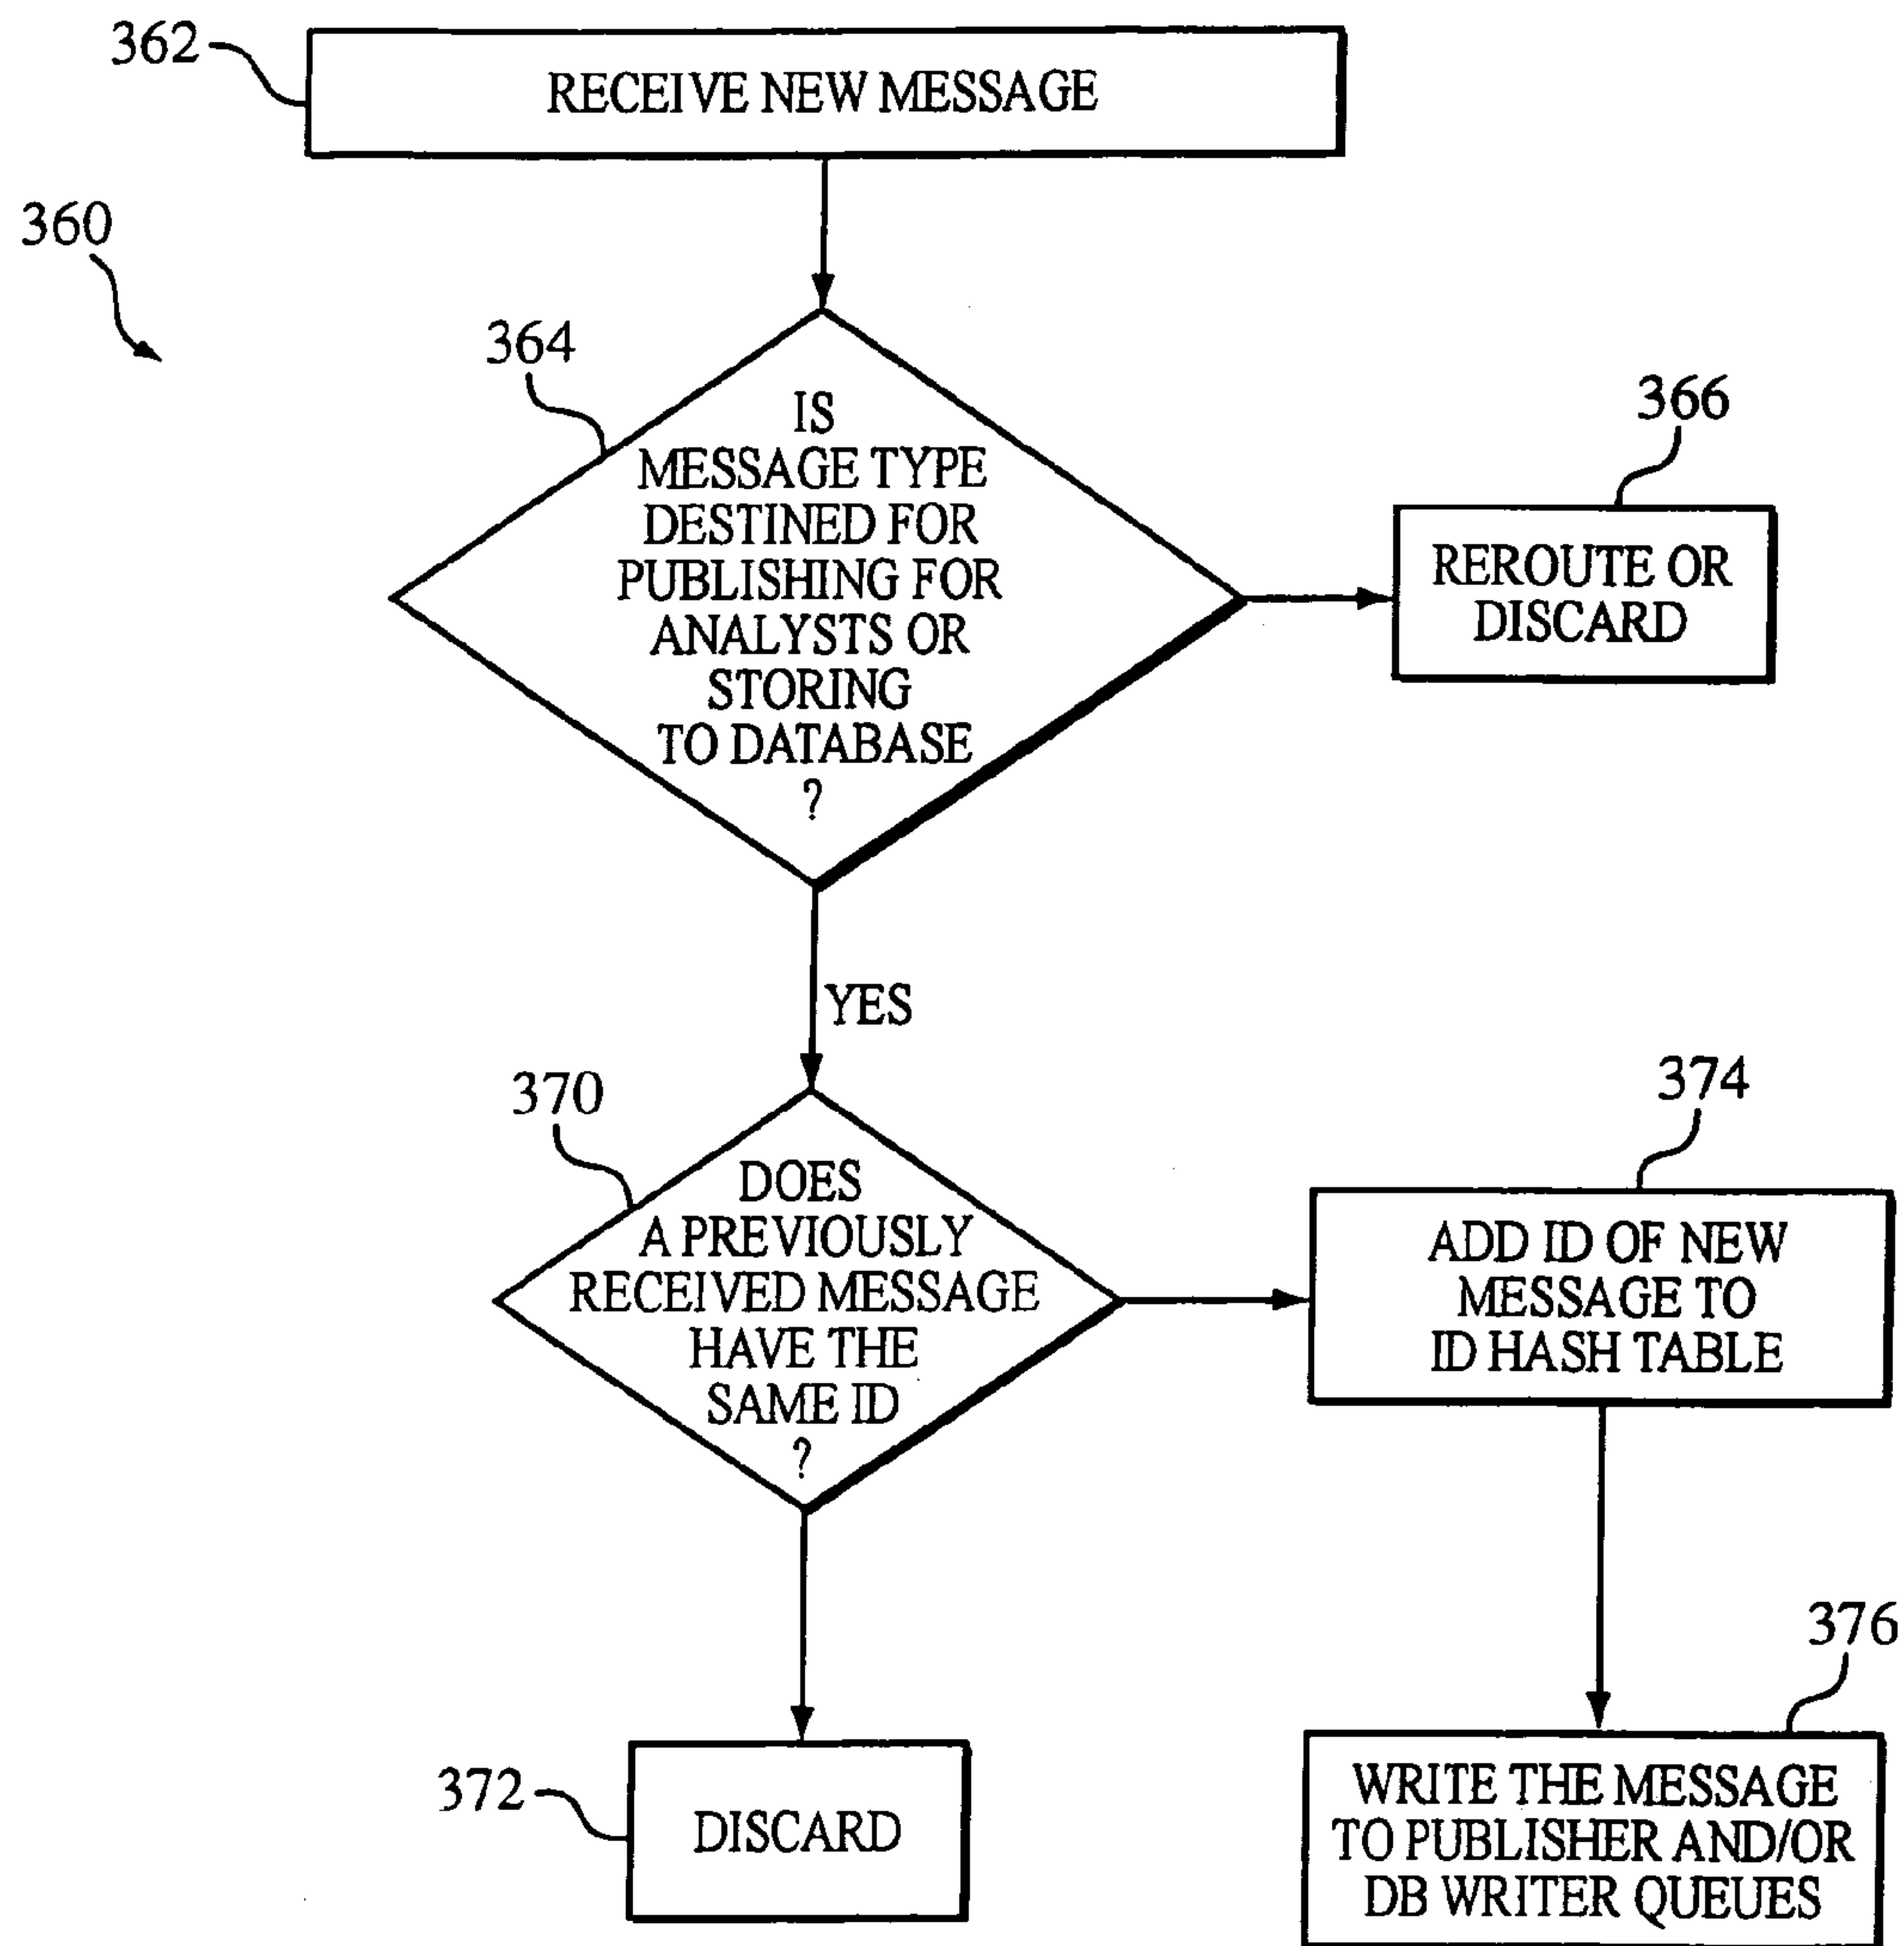 362
RECEIVE NEW MESSAGE
360
364
IS
MESSAGE TYPE
DESTINED FOR
PUBLISHING FOR
ANALYSTS OR
STORING
TO DATABASE
?
366
REROUTE OR
DISCARD
YES
370
DOES
A PREVIOUSLY
RECEIVED MESSAGE
HAVE THE
SAME ID
?
374
ADD ID OF NEW
MESSAGE TO
ID HASH TABLE
372
DISCARD
376
WRITE THE MESSAGE
TO PUBLISHER AND/OR
DB WRITER QUEUES